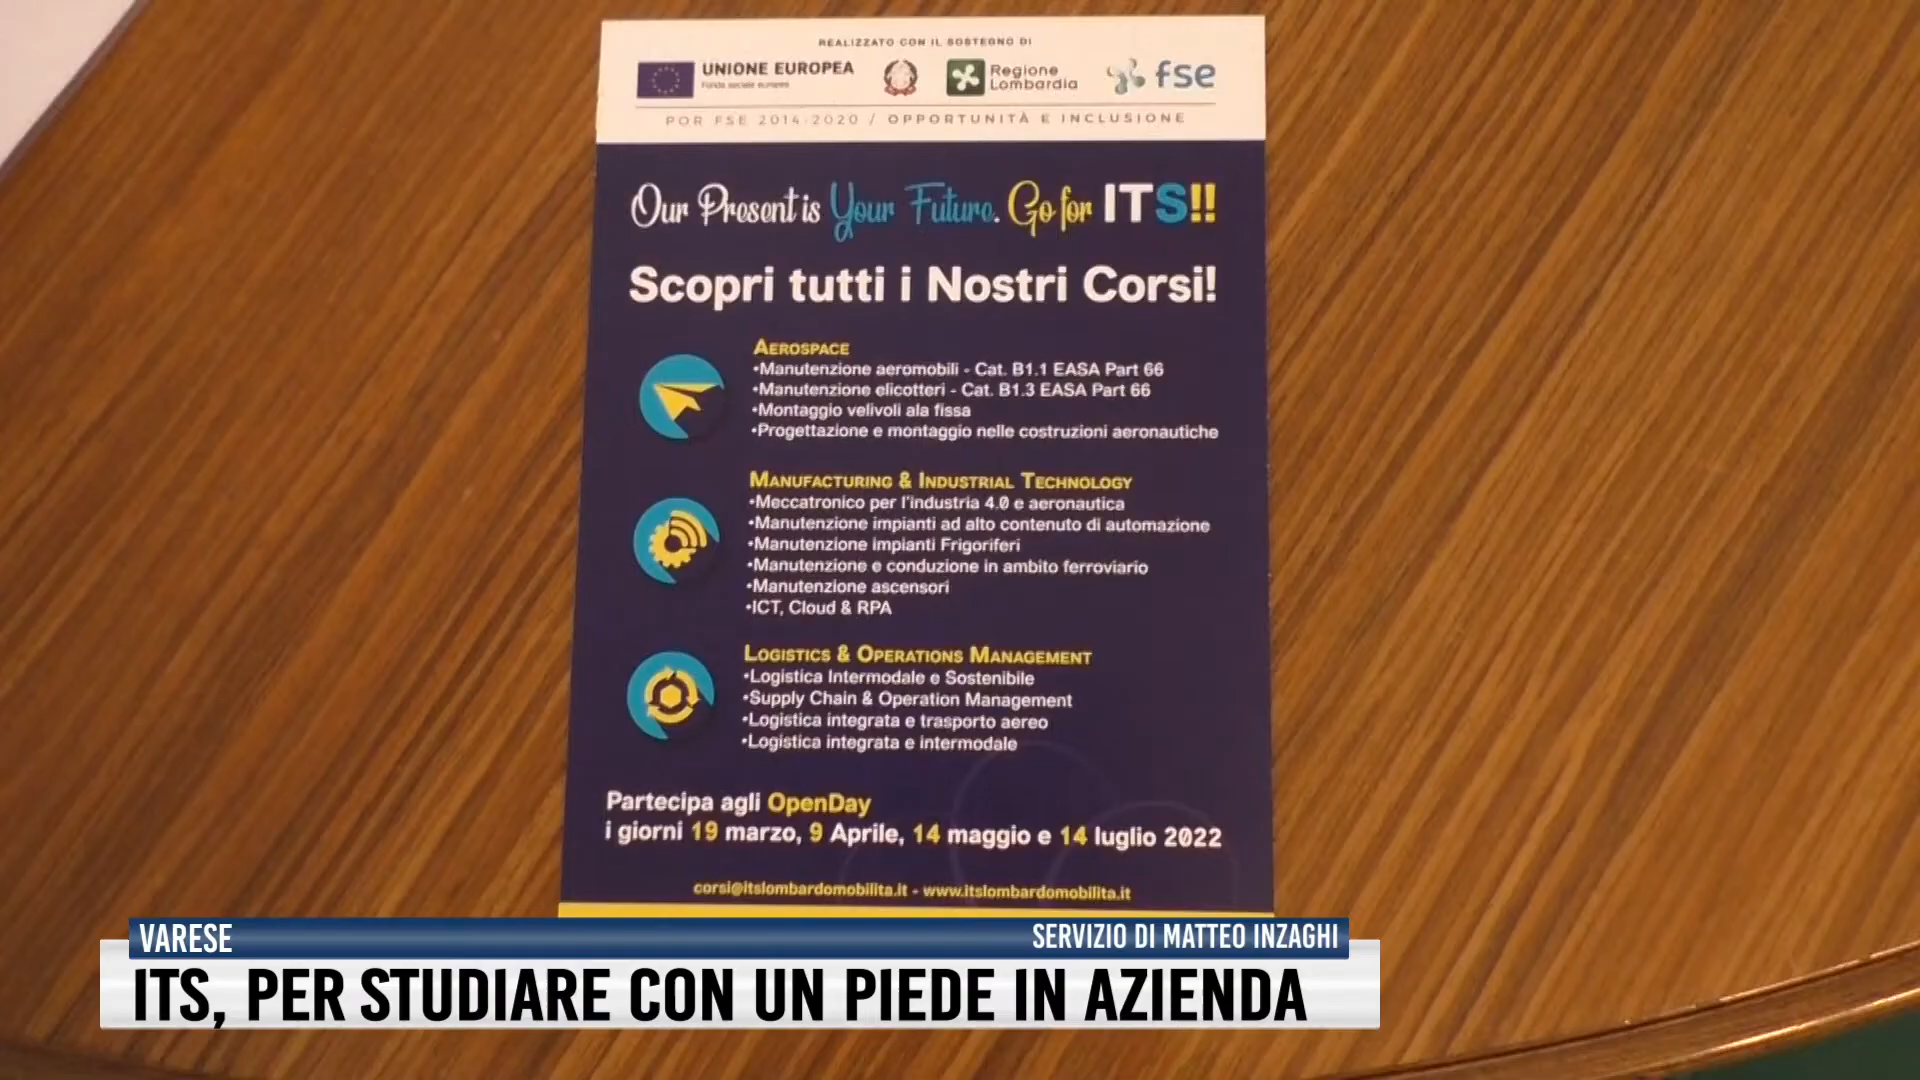 REALIZZATO CON IL SOSTEGNO DI
UNIONE EUROPEA
Fondo sociale europeo
Regione
Lombardia
fse
POR FSE 2014-2020 / OPPORTUNITÀ E INCLUSIONE
Our Present is Your Future. Go for ITS!!
Scopri tutti i Nostri Corsi!
AEROSPACE
•Manutenzione aeromobili - Cat. B1.1 EASA Part 66
•Manutenzione elicotteri - Cat. B1.3 EASA Part 66
•Montaggio velivoli ala fissa
•Progettazione e montaggio nelle costruzioni aeronautiche
MANUFACTURING & INDUSTRIAL TECHNOLOGY
•Meccatronico per l'industria 4.0 e aeronautica
•Manutenzione impianti ad alto contenuto di automazione
•Manutenzione impianti Frigoriferi
•Manutenzione e conduzione in ambito ferroviario
•Manutenzione ascensori
•ICT, Cloud & RPA
LOGISTICS & OPERATIONS MANAGEMENT
•Logistica Intermodale e Sostenibile
•Supply Chain & Operation Management
•Logistica integrata e trasporto aereo
•Logistica integrata e intermodale
Partecipa agli OpenDay
i giorni 19 marzo, 9 Aprile, 14 maggio e 14 luglio 2022
corsi@itslombardomobilita.it - www.itslombardomobilita.it
VARESE
SERVIZIO DI MATTEO INZAGHI
ITS, PER STUDIARE CON UN PIEDE IN AZIENDA